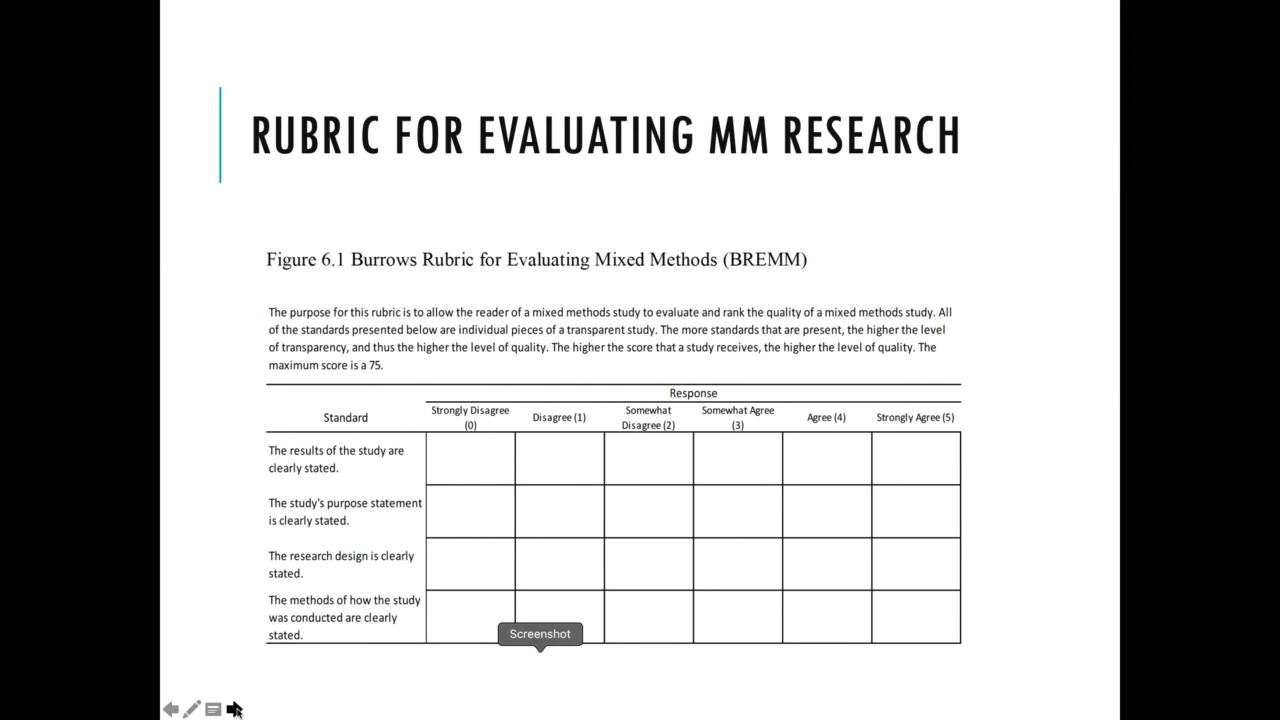 RUBRIC FOR EVALUATING MM RESEARCH
Figure 6.1 Burrows Rubric for Evaluating Mixed Methods (BREMM)
The purpose for this rubric is to allow the reader of a mixed methods study to evaluate and rank the quality of a mixed methods study. All
of the standards presented below are individual pieces of a transparent study. The more standards that are present, the higher the level
of transparency, and thus the higher the level of quality. The higher the score that a study receives, the higher the level of quality. The
maximum score is a 75.
Response
Standard
Strongly Disagree
(0)
Disagree (1)
Somewhat
Disagree (2)
Somewhat Agree
(3)
Agree (4)
Strongly Agree (5)
The results of the study are
clearly stated.
The study's purpose statement
is clearly stated.
The research design is clearly
stated.
The methods of how the study
was conducted are clearly
stated.
Screenshot